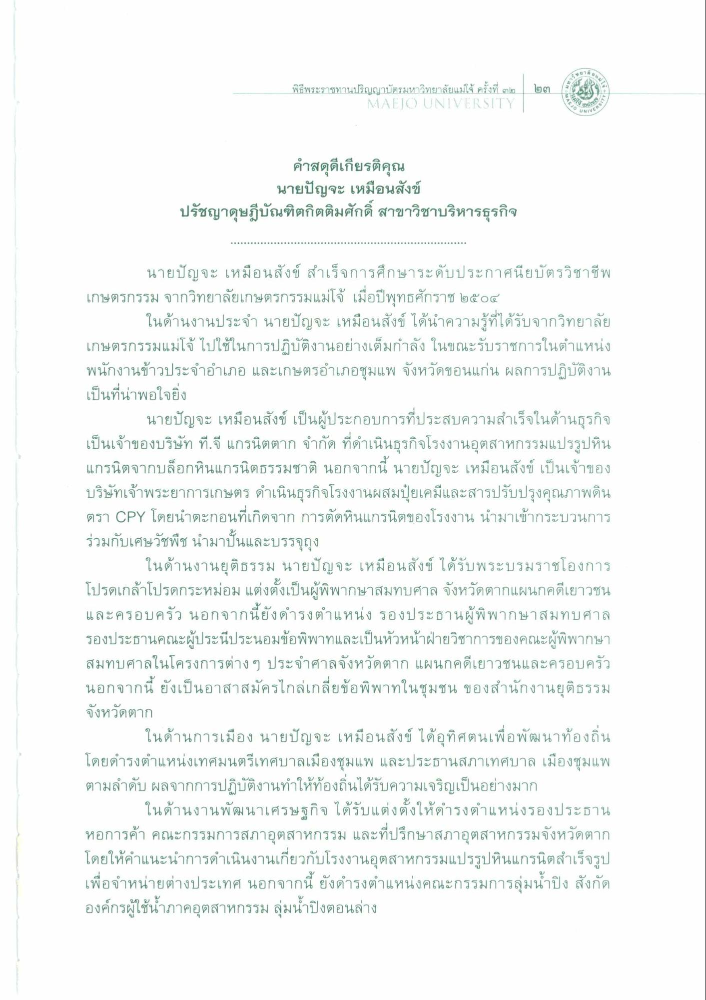 พิธีพระราชทานปริญญาบัตรมหาวิทยาลัยแม่โจ้ ครั้งที่ ๓๒
๒๓
MAEJO UNIVERSITY
มหาวิทยาลัยแม่โจ้
แม่โจ้ ๒๔๗๗
MAEJO UNIVERSITY
คำสดุดีเกียรติคุณ
นายปัญจะ เหมือนสังข์
ปรัชญาดุษฎีบัณฑิตกิตติมศักดิ์ สาขาวิชาบริหารธุรกิจ
........................................................................
นายปัญจะ เหมือนสังข์ สำเร็จการศึกษาระดับประกาศนียบัตรวิชาชีพ
เกษตรกรรม จากวิทยาลัยเกษตรกรรมแม่โจ้ เมื่อปีพุทธศักราช ๒๕๐๔
ในด้านงานประจำ นายปัญจะ เหมือนสังข์ ได้นำความรู้ที่ได้รับจากวิทยาลัย
เกษตรกรรมแม่โจ้ ไปใช้ในการปฏิบัติงานอย่างเต็มกำลัง ในขณะรับราชการในตำแหน่ง
พนักงานข้าวประจำอำเภอ และเกษตรอำเภอชุมแพ จังหวัดขอนแก่น ผลการปฏิบัติงาน
เป็นที่น่าพอใจยิ่ง
นายปัญจะ เหมือนสังข์ เป็นผู้ประกอบการที่ประสบความสำเร็จในด้านธุรกิจ
เป็นเจ้าของบริษัท ที.จี แกรนิตตาก จำกัด ที่ดำเนินธุรกิจโรงงานอุตสาหกรรมแปรรูปหิน
แกรนิตจากบล็อกหินแกรนิตธรรมชาติ นอกจากนี้ นายปัญจะ เหมือนสังข์ เป็นเจ้าของ
บริษัทเจ้าพระยาการเกษตร ดำเนินธุรกิจโรงงานผสมปุ๋ยเคมีและสารปรับปรุงคุณภาพดิน
ตรา CPY โดยนำตะกอนที่เกิดจาก การตัดหินแกรนิตของโรงงาน นำมาเข้ากระบวนการ
ร่วมกับเศษวัชพืช นำมาปั้นและบรรจุถุง
ในด้านงานยุติธรรม นายปัญจะ เหมือนสังข์ ได้รับพระบรมราชโองการ
โปรดเกล้าโปรดกระหม่อม แต่งตั้งเป็นผู้พิพากษาสมทบศาล จังหวัดตากแผนกคดีเยาวชน
และครอบครัว นอกจากนี้ยังดำรงตำแหน่ง รองประธานผู้พิพากษาสมทบศาล
รองประธานคณะผู้ประนีประนอมข้อพิพาทและเป็นหัวหน้าฝ่ายวิชาการของคณะผู้พิพากษา
สมทบศาลในโครงการต่างๆ ประจำศาลจังหวัดตาก แผนกคดีเยาวชนและครอบครัว
นอกจากนี้ ยังเป็นอาสาสมัครไกล่เกลี่ยข้อพิพาทในชุมชน ของสำนักงานยุติธรรม
จังหวัดตาก
ในด้านการเมือง นายปัญจะ เหมือนสังข์ ได้อุทิศตนเพื่อพัฒนาท้องถิ่น
โดยดำรงตำแหน่งเทศมนตรีเทศบาลเมืองชุมแพ และประธานสภาเทศบาล เมืองชุมแพ
ตามลำดับ ผลจากการปฏิบัติงานทำให้ท้องถิ่นได้รับความเจริญเป็นอย่างมาก
ในด้านงานพัฒนาเศรษฐกิจ ได้รับแต่งตั้งให้ดำรงตำแหน่งรองประธาน
หอการค้า คณะกรรมการสภาอุตสาหกรรม และที่ปรึกษาสภาอุตสาหกรรมจังหวัดตาก
โดยให้คำแนะนำการดำเนินงานเกี่ยวกับโรงงานอุตสาหกรรมแปรรูปหินแกรนิตสำเร็จรูป
เพื่อจำหน่ายต่างประเทศ นอกจากนี้ ยังดำรงตำแหน่งคณะกรรมการลุ่มน้ำปิง สังกัด
องค์กรผู้ใช้น้ำภาคอุตสาหกรรม ลุ่มน้ำปิงตอนล่าง